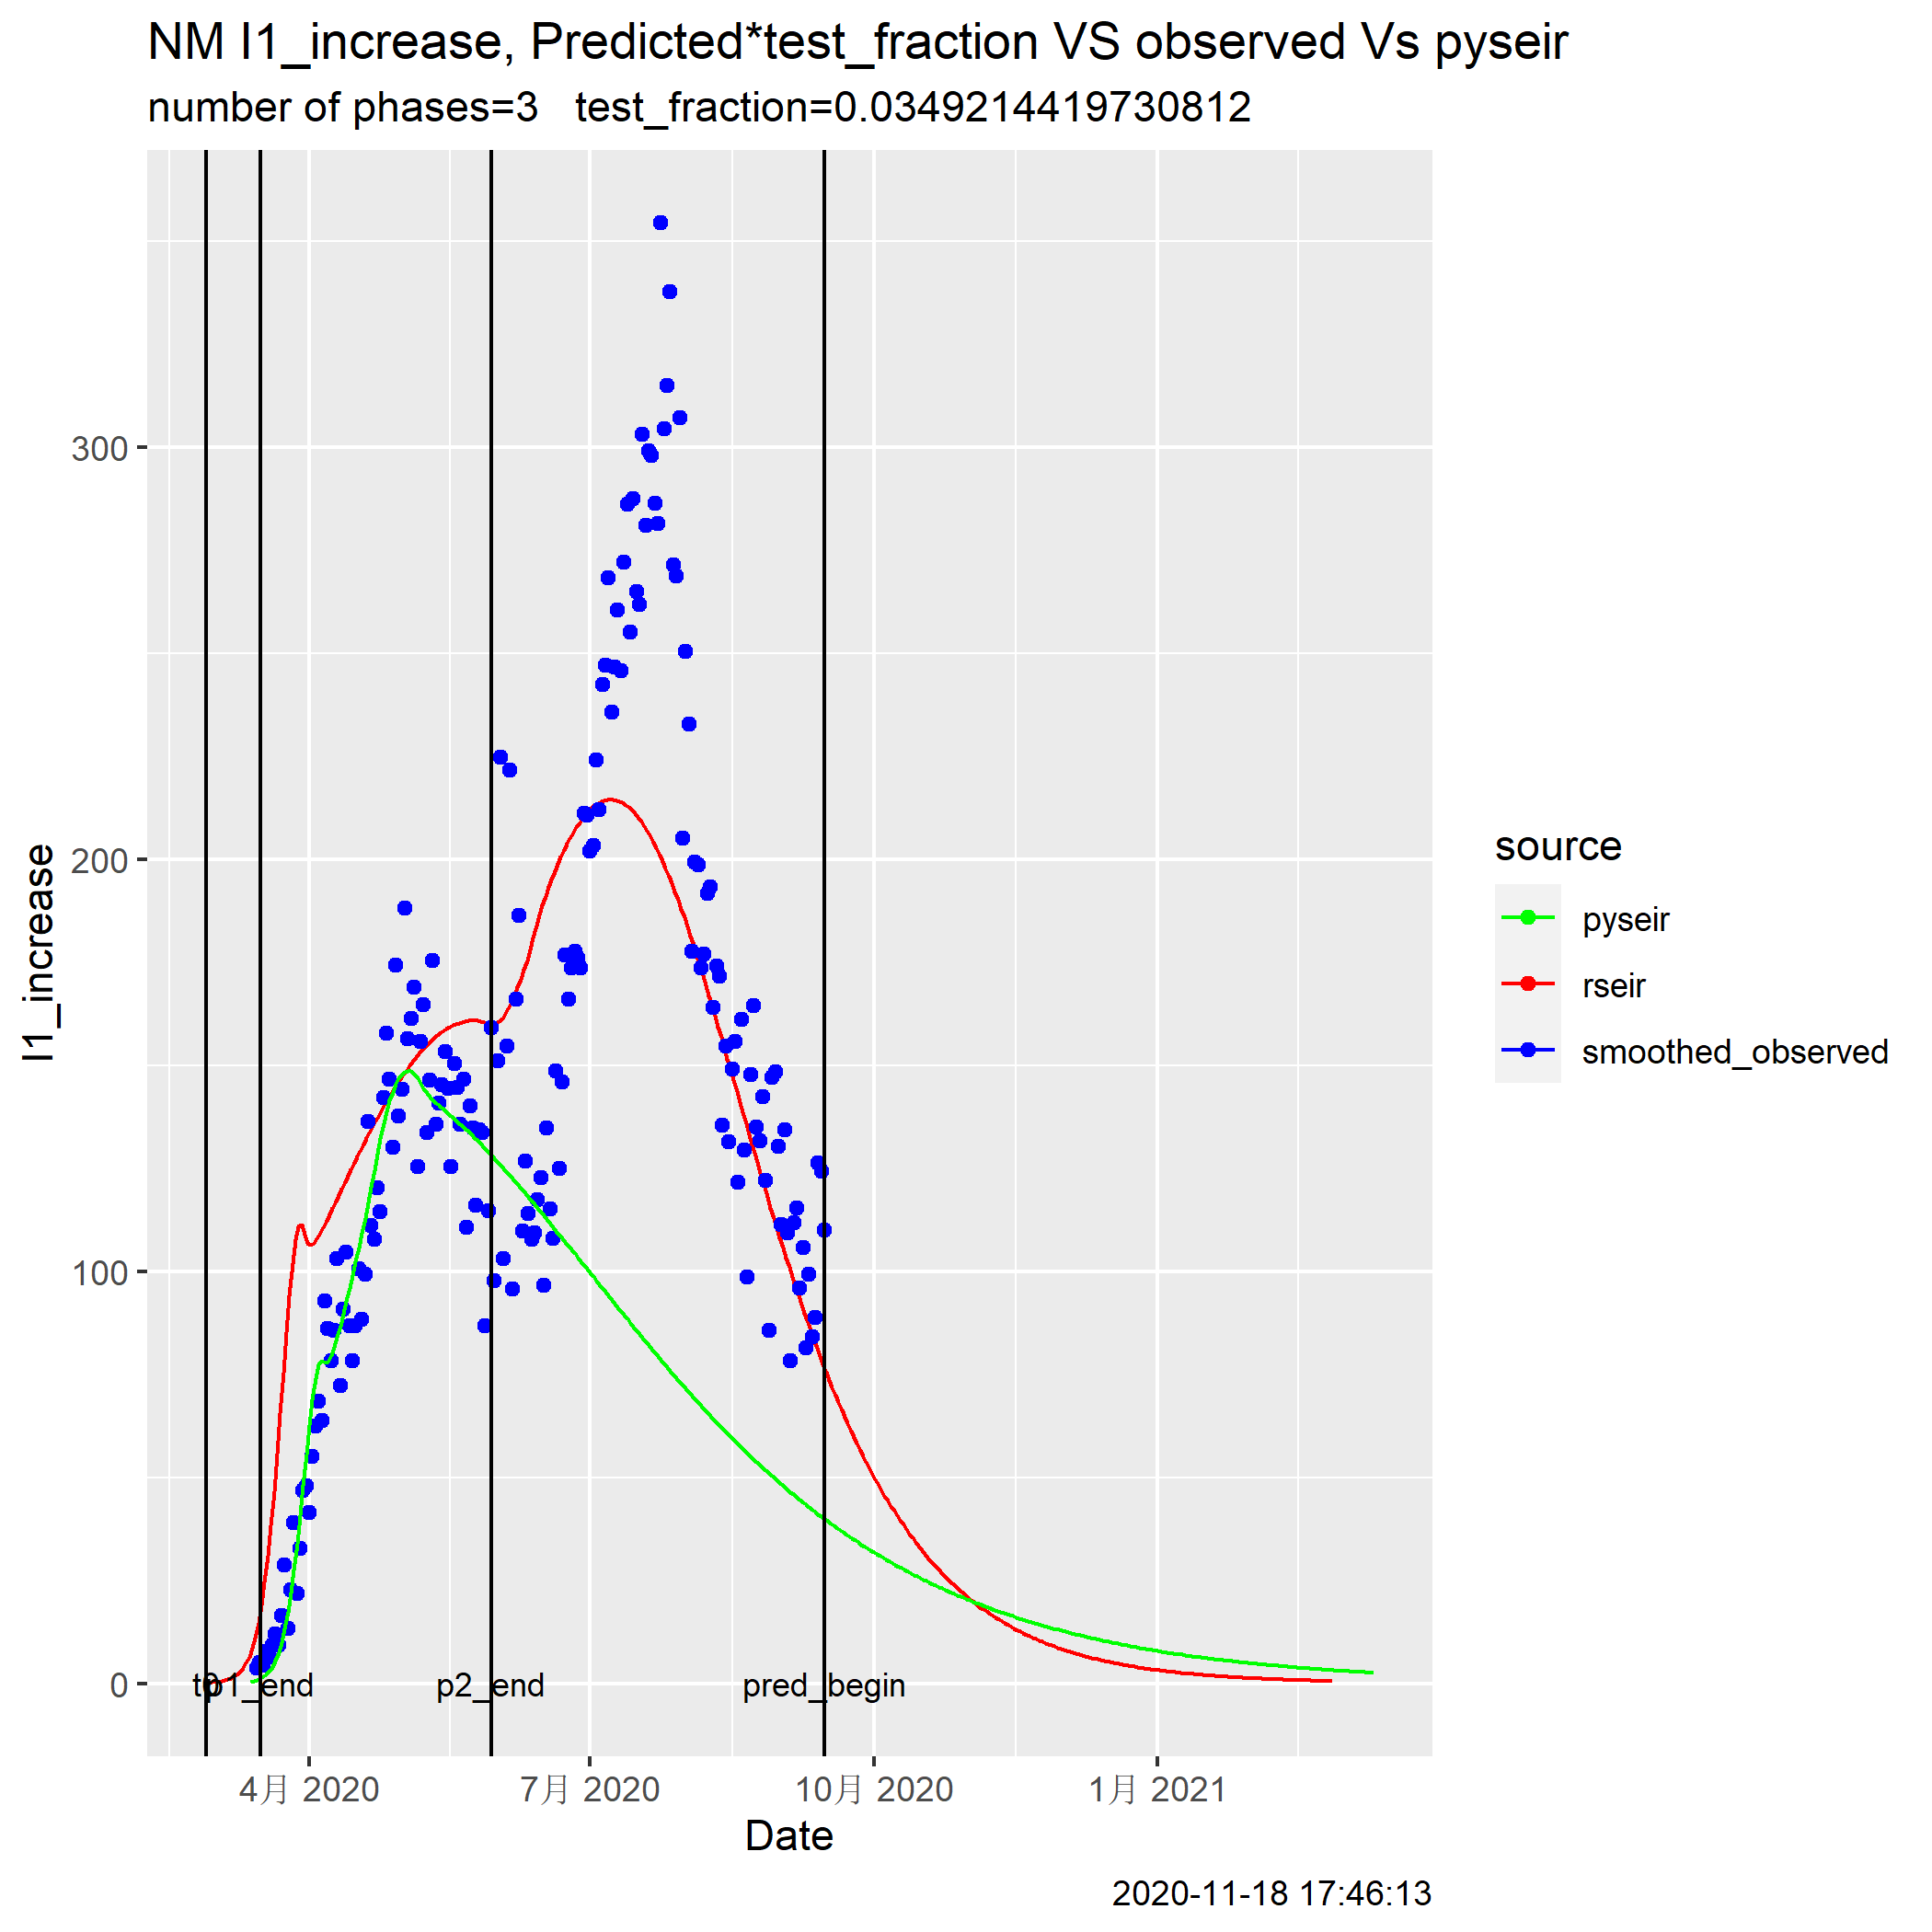 NM I1_increase, Predicted*test_fraction VS observed Vs pyseir
number of phases=3 test_fraction=0.0349214419730812
I1_increase
300
200
100
0
t0
p1_end
p2_end
pred_begin
4月 2020
7月 2020
10月 2020
1月 2021
Date
source
pyseir
rseir
smoothed_observed
2020-11-18 17:46:13